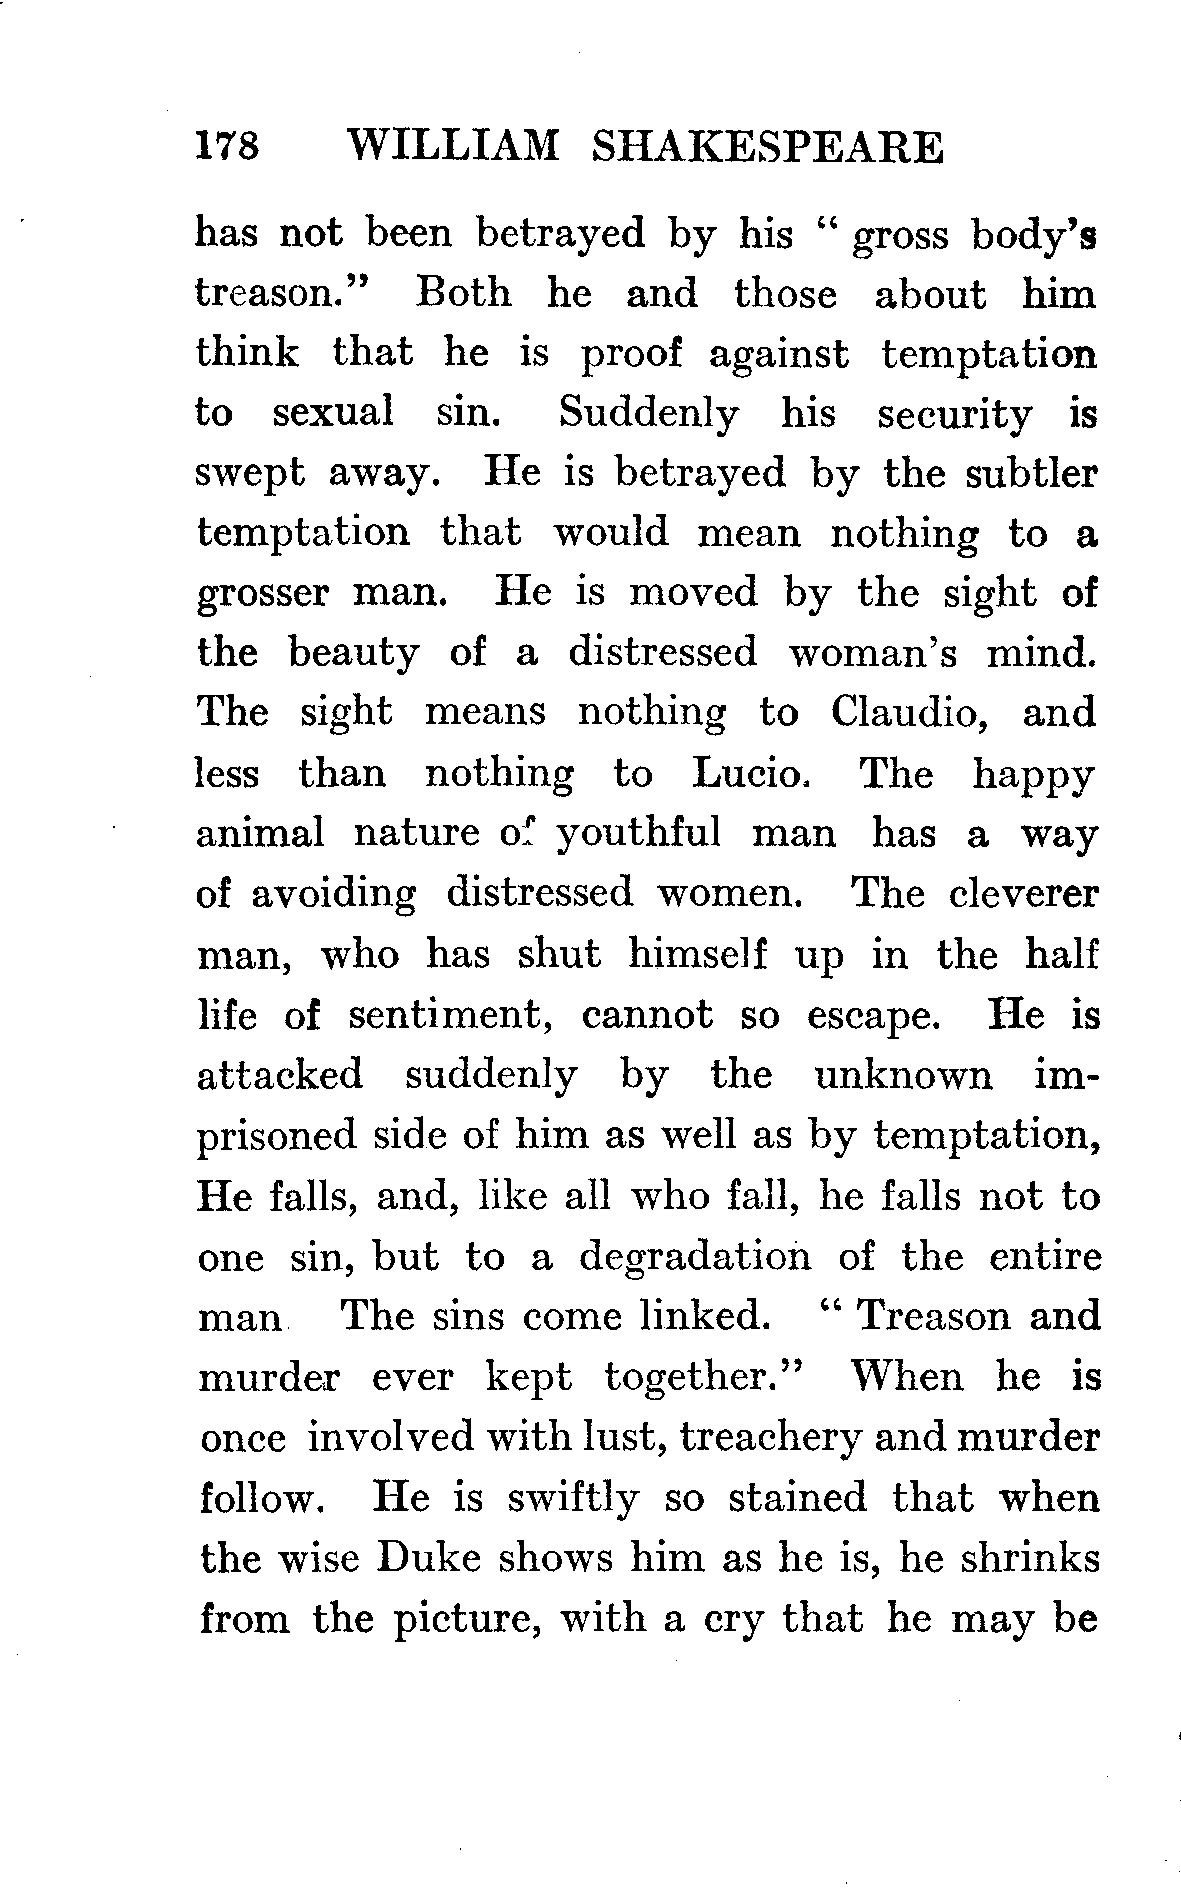 178 WILLIAM SHAKESPEARE
has not been betrayed by his “ gross body’s
treason.” Both he and those about him
think that he is proof against temptation
to sexual sin. Suddenly his security is
swept away. He is betrayed by the subtler
temptation that would mean nothing to a
grosser man. He is moved by the sight of
the beauty of a distressed woman’s mind.
The sight means nothing to Claudio, and
less than nothing to Lucio. The happy
animal nature of youthful man has a way
of avoiding distressed women. The cleverer
man, who has shut himself up in the half
life of sentiment, cannot so escape. He is
attacked suddenly by the unknown im-
prisoned side of him as well as by temptation,
He falls, and, like all who fall, he falls not to
one sin, but to a degradation of the entire
man The sins come linked. “ Treason and
murder ever kept together.” When he is
once involved with lust, treachery and murder
follow. He is swiftly so stained that when
the wise Duke shows him as he is, he shrinks
from the picture, with a cry that he may be